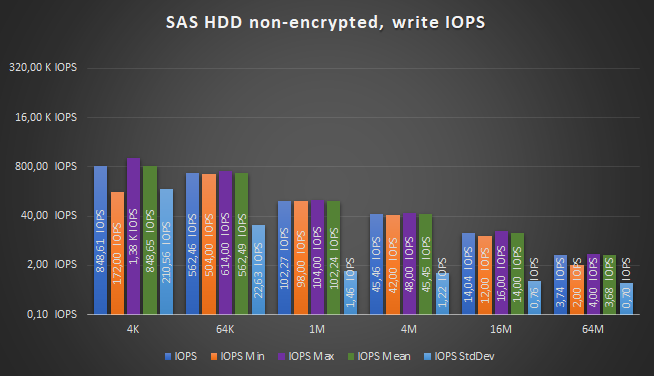 SAS HDD non-encrypted, write IOPS
320,00 K IOPS
16,00 K IOPS
800,00 IOPS
40,00 IOPS
2,00 IOPS
0,10 IOPS
848,61 IOPS
172,00 IOPS
1,38 K IOPS
848,65 IOPS
210,56 IOPS
562,46 IOPS
504,00 IOPS
614,00 IOPS
562,49 IOPS
22,63 IOPS
102,27 IOPS
98,00 IOPS
104,00 IOPS
102,24 IOPS
1,46 IOPS
45,46 IOPS
42,00 IOPS
48,00 IOPS
45,45 IOPS
1,22 IOPS
14,04 IOPS
12,00 IOPS
16,00 IOPS
14,00 IOPS
0,76 IOPS
3,74 IOPS
2,00 IOPS
4,00 IOPS
3,68 IOPS
0,70 IOPS
4K 64K 1M 4M 16M 64M
IOPS IOPS Min IOPS Max IOPS Mean IOPS StdDev